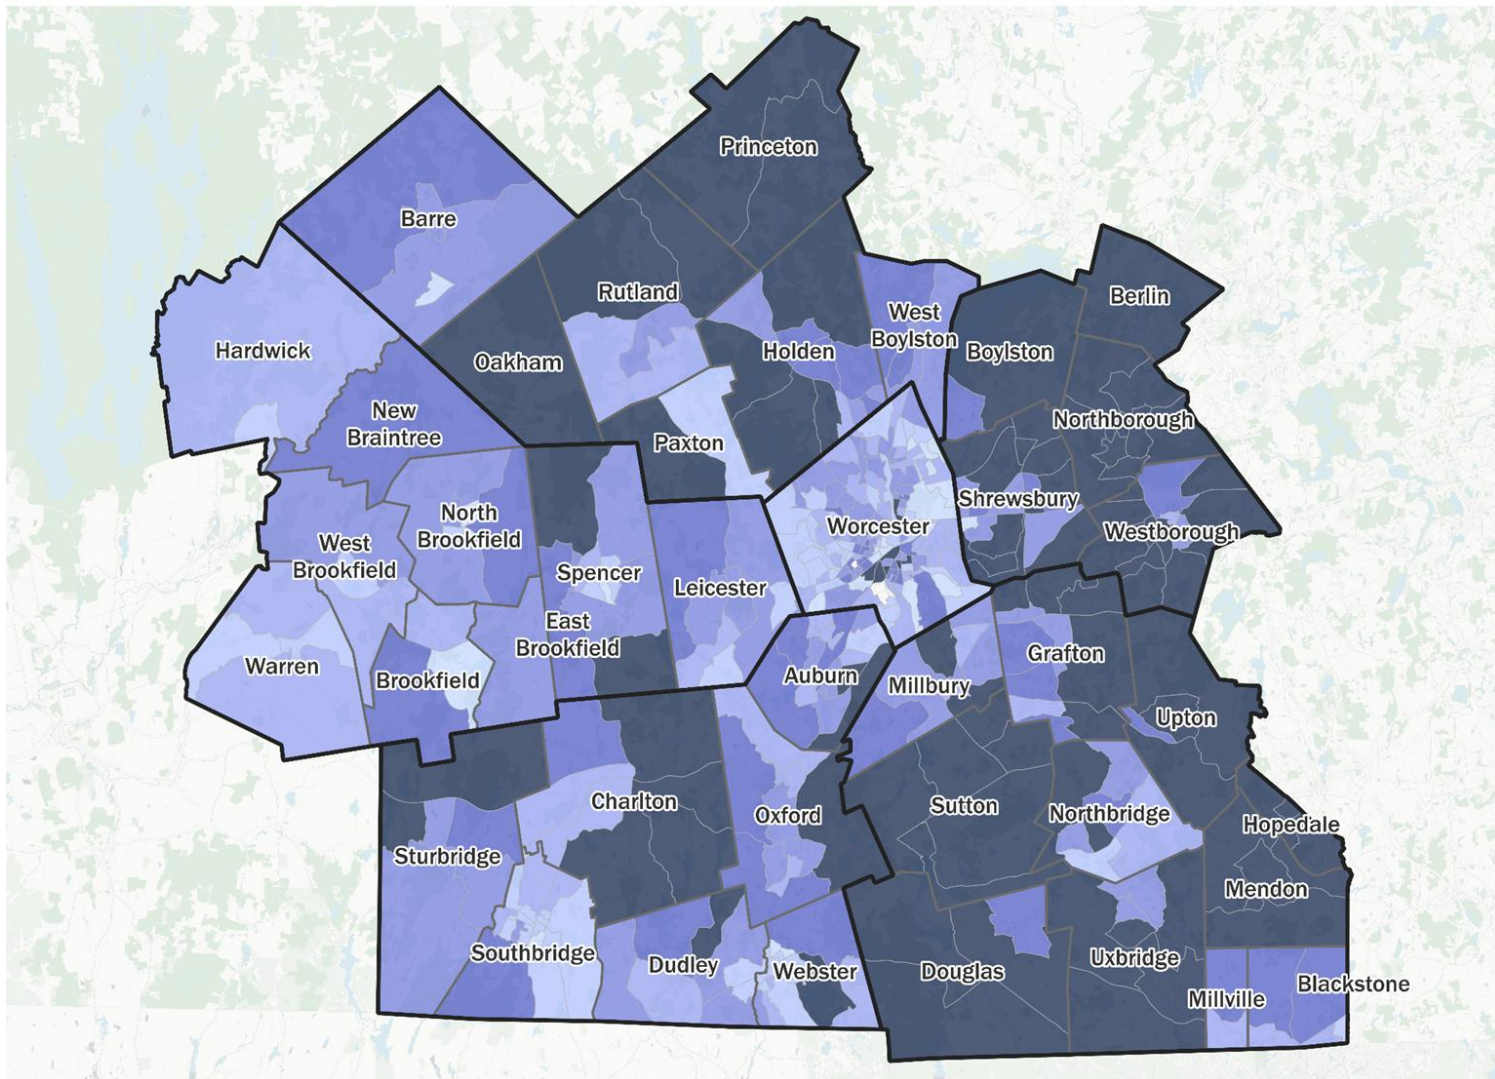 Princeton
Barre
Rutland
Berlin
West
Boylston
Hardwick
Holden
Boylston
Oakham
New
Braintree
Northborough
Paxton
Shrewsbury
North
Brookfield
Worcester
Westborough
West
Brookfield
Spencer
Leicester
East
Brookfield
Grafton
Warren
Brookfield
Auburn
Millbury
Upton
Charlton
Oxford
Sutton
Northbridge
Hopedale
Sturbridge
Mendon
Southbridge
Dudley
Webster
Douglas
Uxbridge
Millville
Blackstone